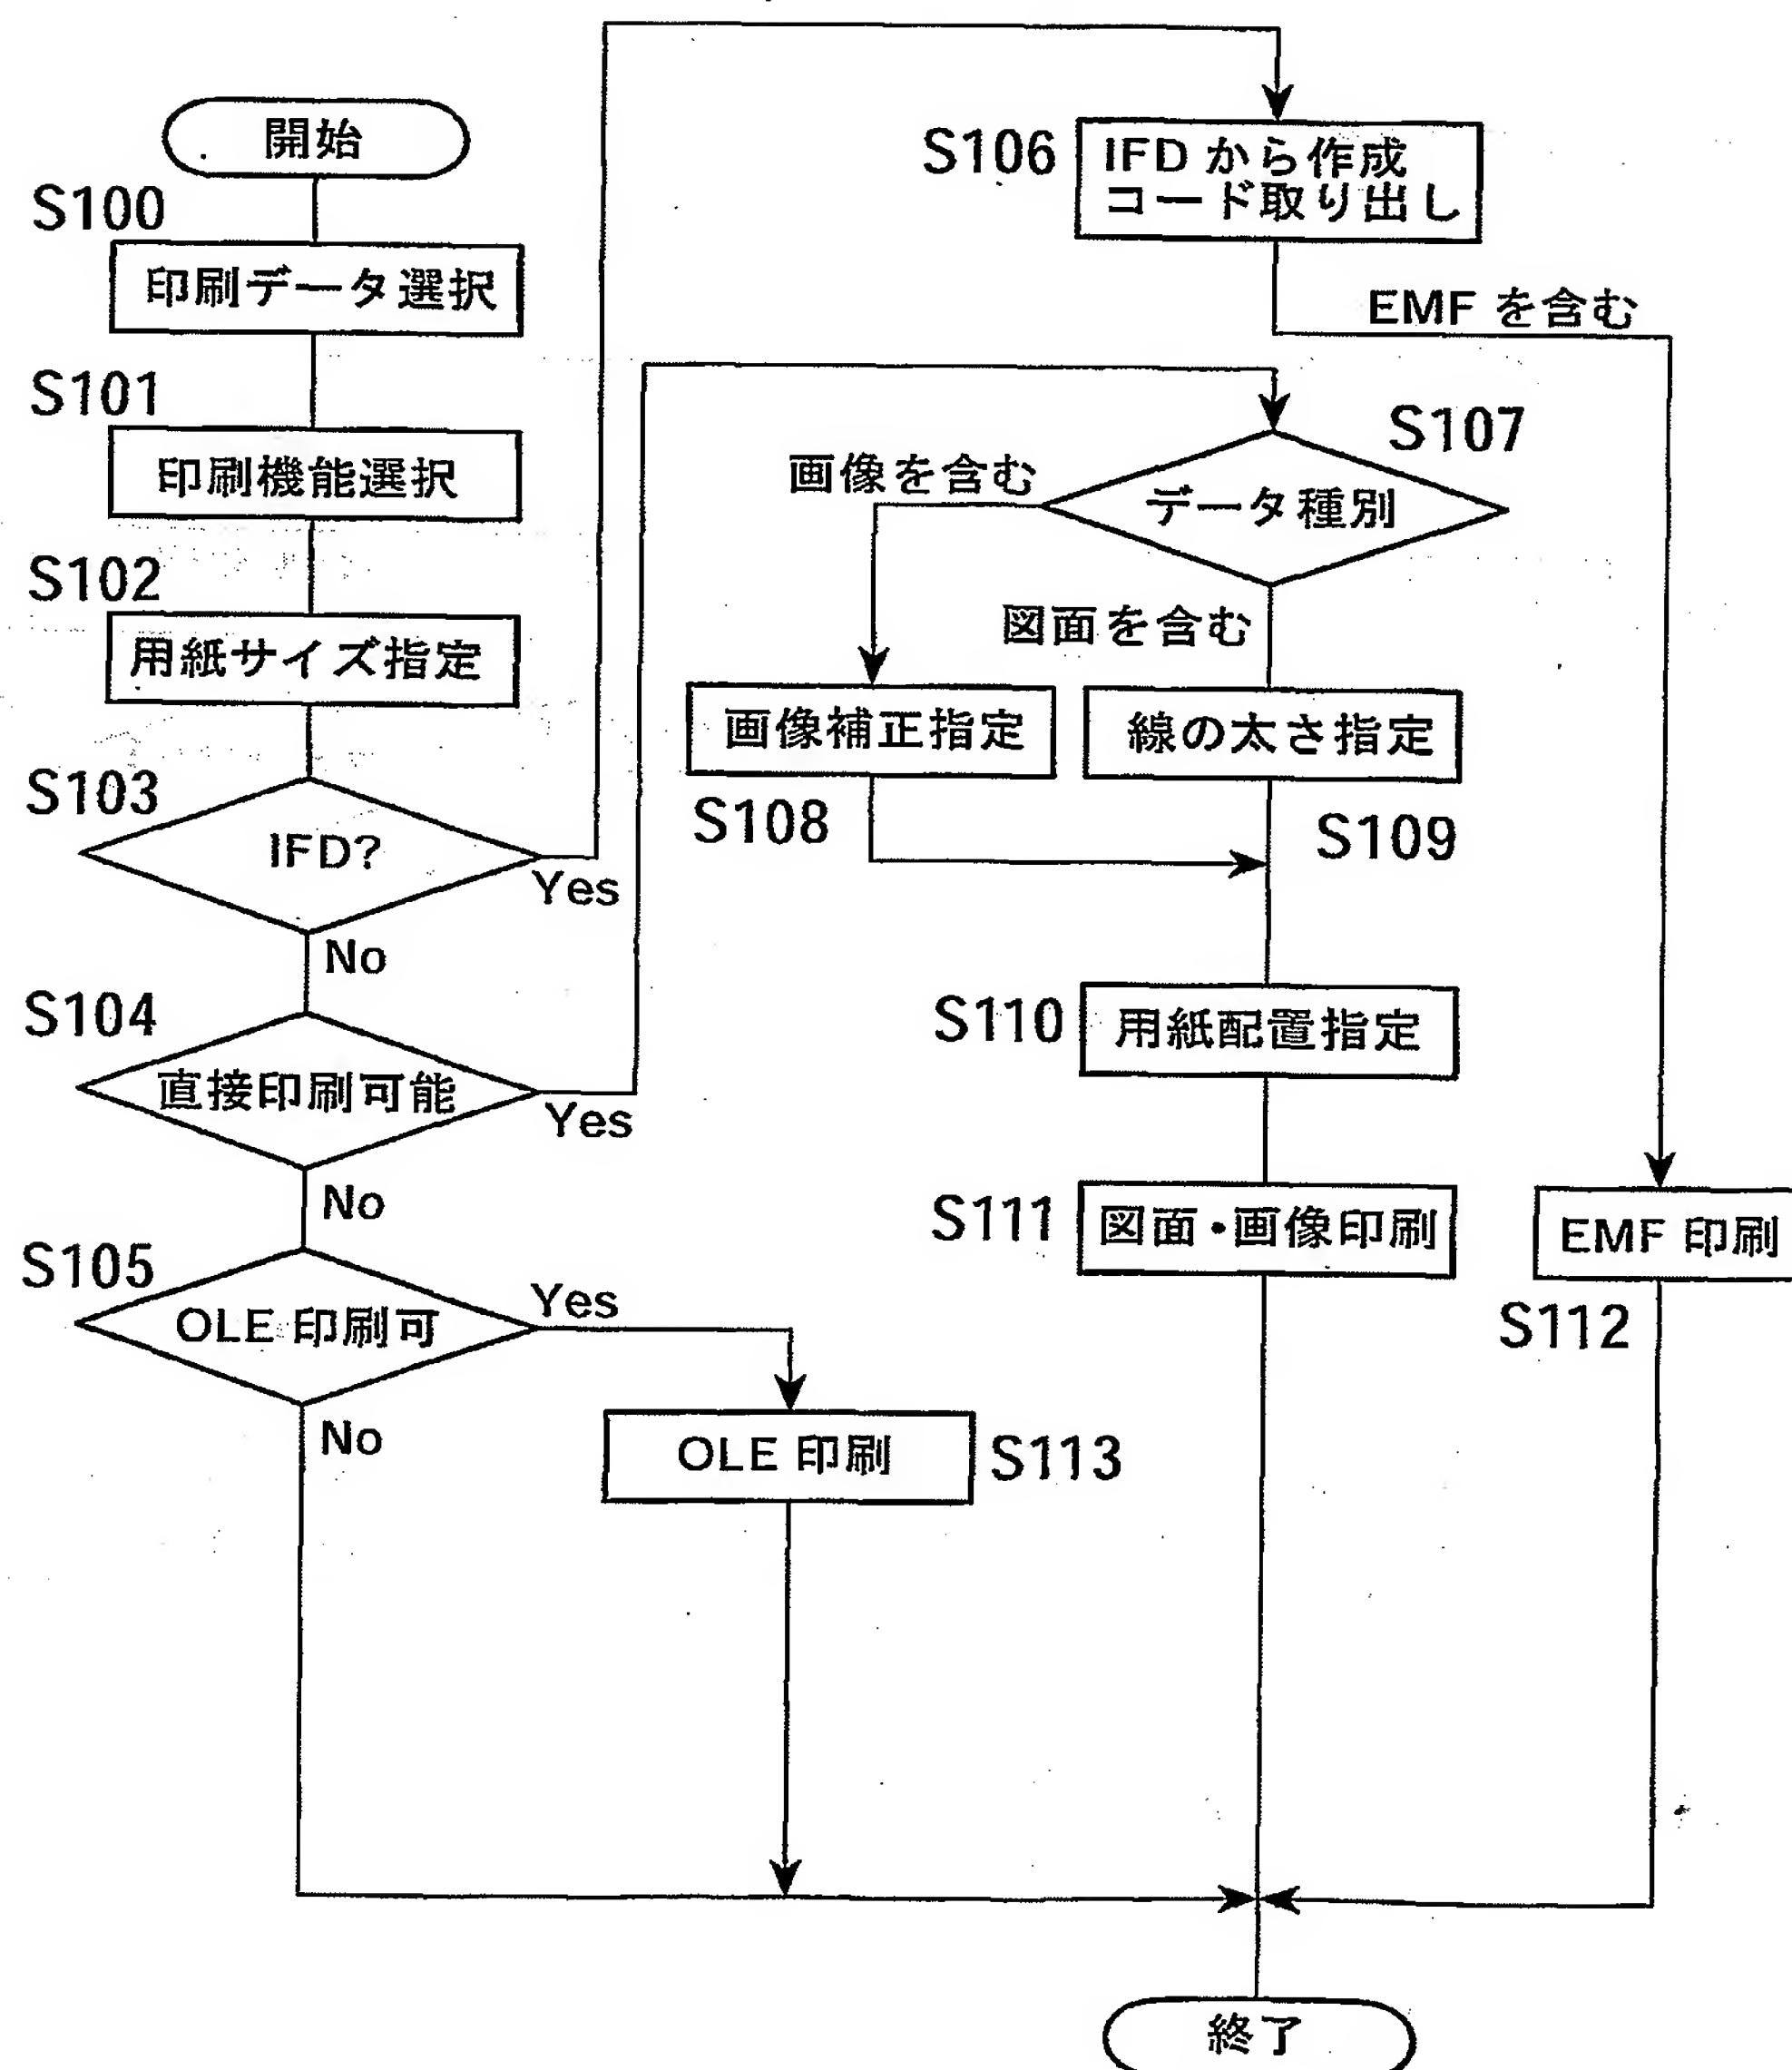 開始
S100
印刷データ選択
S101
印刷機能選択
S102
用紙サイズ指定
S103
IFD?
Yes
No
S104
直接印刷可能
Yes
No
S105
OLE 印刷可
Yes
No
OLE 印刷
S113
S106
IFD から作成
コード取り出し
EMF を含む
S107
データ種別
画像を含む
図面を含む
画像補正指定
S108
線の太さ指定
S109
S110
用紙配置指定
S111
図面・画像印刷
EMF 印刷
S112
終了